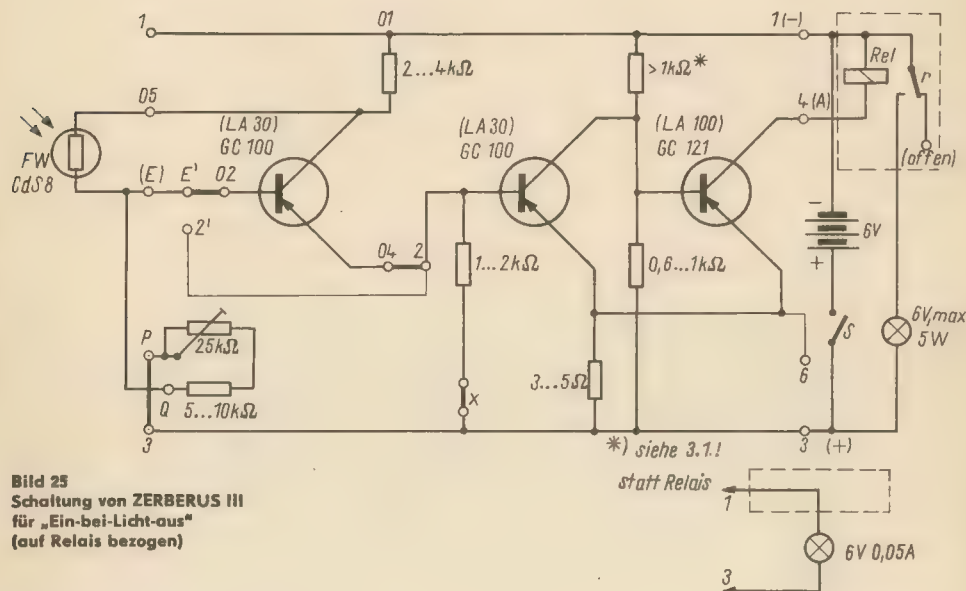 1
01
1 (-)
2...4kΩ
>1kΩ*
Rel
r
05
4 (A)
(LA 30)
GC 100
(LA 30)
GC 100
(LA 100)
GC 121
(offen)
FW
CdS 8
(E)
E'
02
2'
04
2
1...2kΩ
0,6...1kΩ
-
6V
+
6V, max
5W
S
P
25kΩ
Q
5...10kΩ
x
3...5Ω
6
3
3
(+)
*) siehe 3.1.!
Bild 25
Schaltung von ZERBERUS III
für „Ein-bei-Licht-aus“
(auf Relais bezogen)
statt Relais
1
6V 0,05A
3